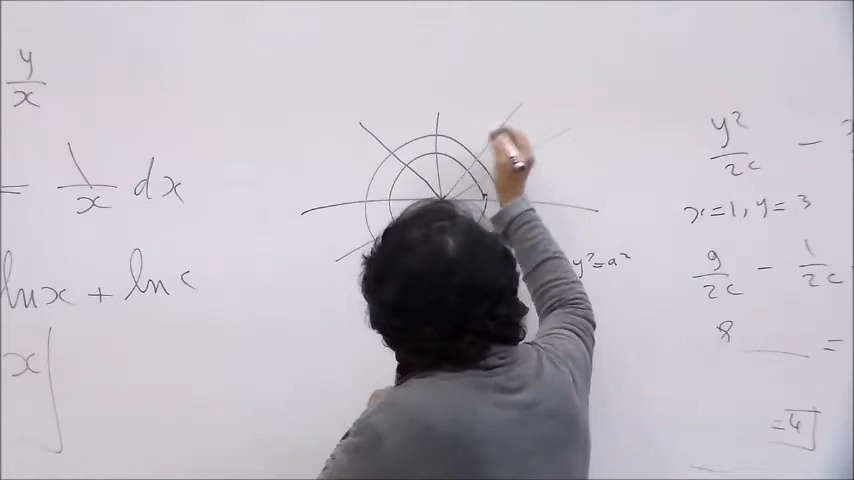 y/x
= 1/x dx
lnx + ln c
x
y²=a²
y²/2c -
x=1, y=3
9/2c - 1/2c
8 =
=4